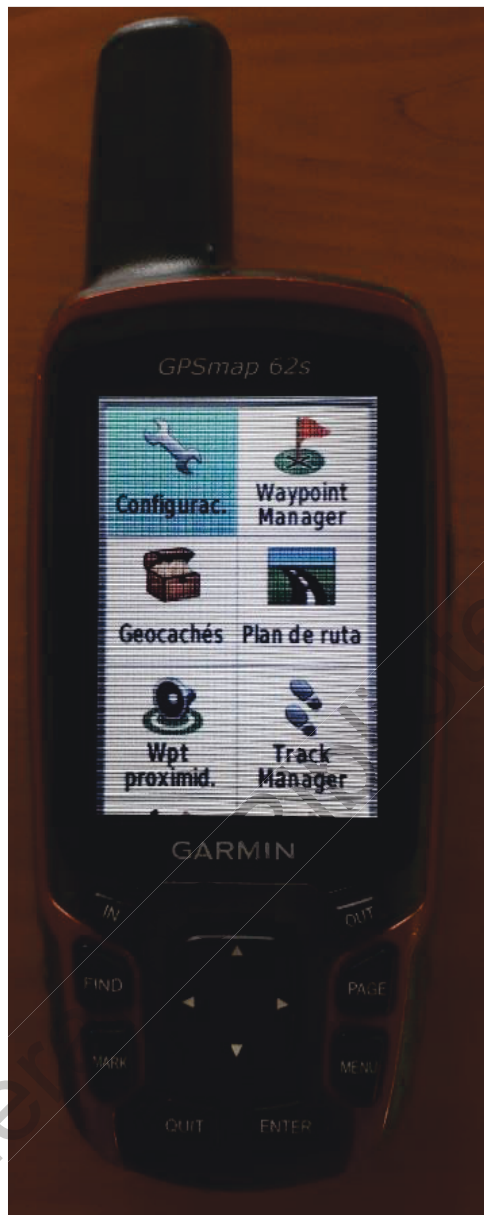 GPSmap 62s
Configurac.
Waypoint
Manager
Geocachés
Plan de ruta
Wpt
proximid.
Track
Manager
GARMIN
IN
OUT
FIND
PAGE
MARK
MENU
QUIT
ENTER